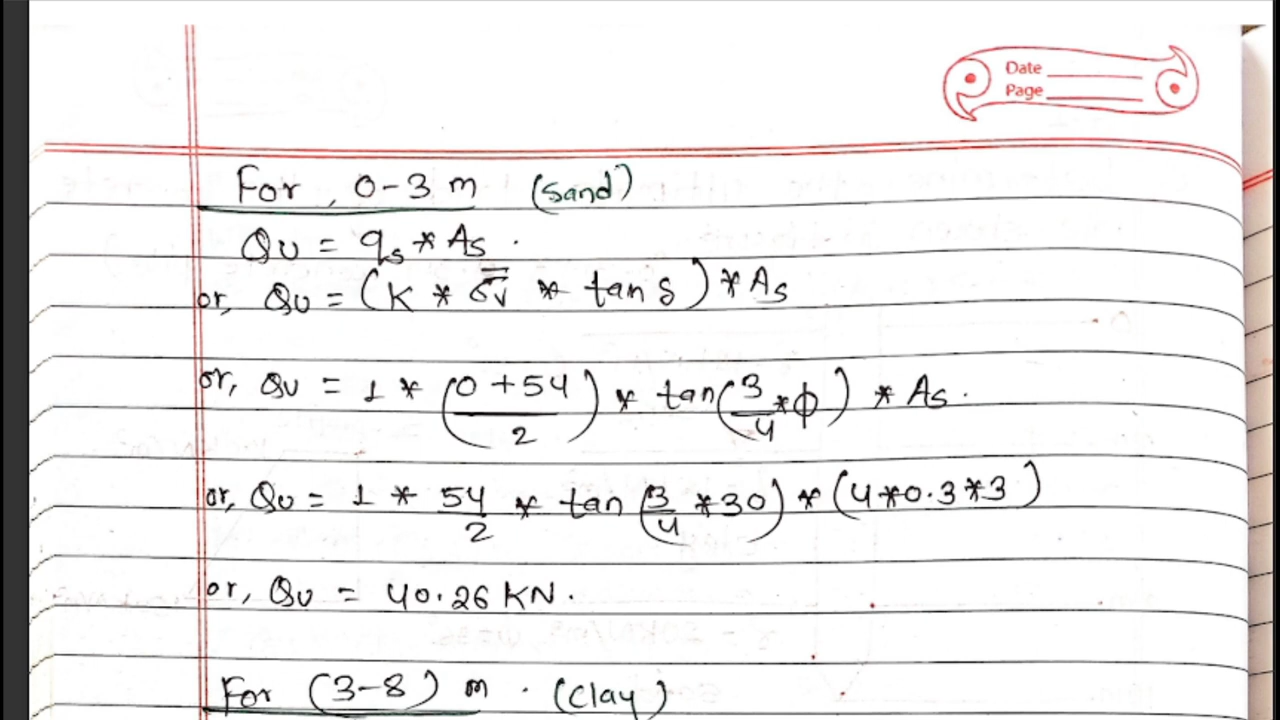 Date
Page
For, 0-3 m (sand)
Qu = qs * As.
or, Qu = (K * σ̅v * tan δ) * As
or, Qu = 1 * ((0+54)/2) * tan(3/4 * ϕ) * As.
or, Qu = 1 * 54/2 * tan(3/4 * 30) * (4*0.3*3)
or, Qu = 40.26 KN.
For (3-8) m. (clay)